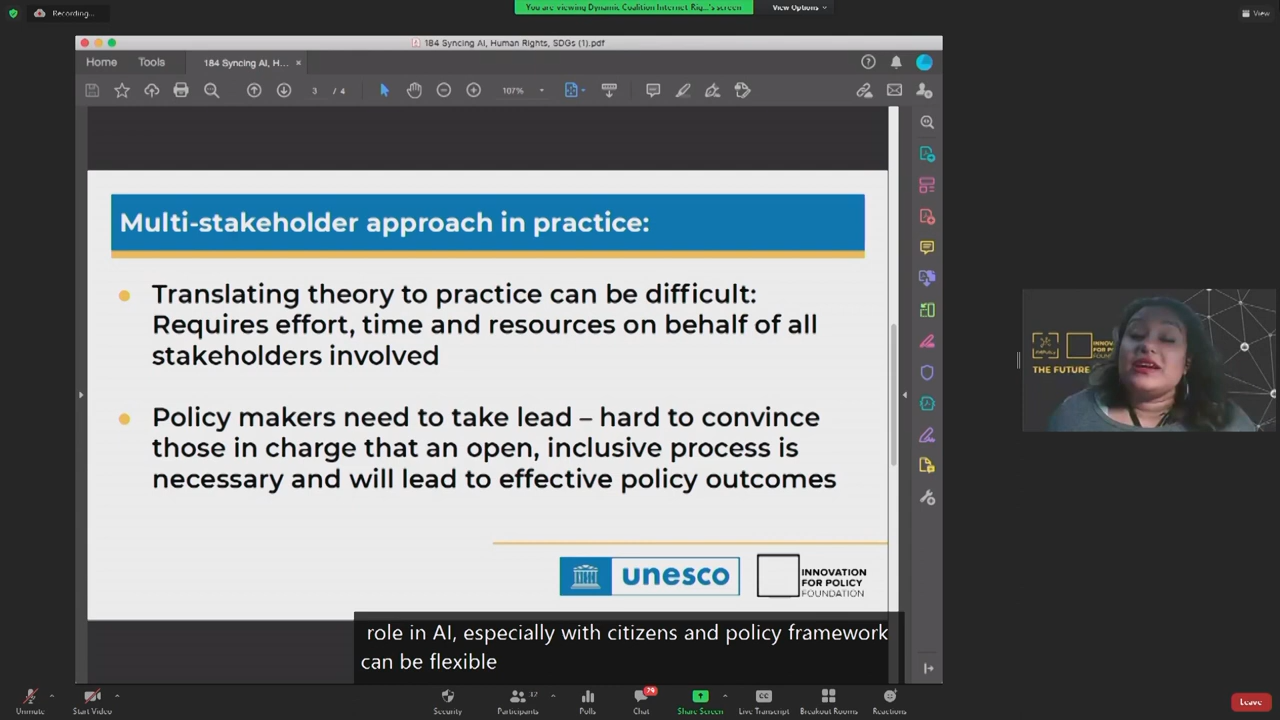 Recording...
You are viewing Dynamic Coalition Internet Rig...'s screen
View Options
View
184 Syncing AI, Human Rights, SDGs (1).pdf
Home
Tools
184 Syncing AI, H...
3 / 4
107%
Multi-stakeholder approach in practice:
Translating theory to practice can be difficult:
Requires effort, time and resources on behalf of all
stakeholders involved
Policy makers need to take lead – hard to convince
those in charge that an open, inclusive process is
necessary and will lead to effective policy outcomes
unesco
INNOVATION
FOR POLICY
FOUNDATION
THE FUTURE
role in AI, especially with citizens and policy framework
can be flexible
Unmute
Start Video
Security
Participants
Polls
29
Chat
Share Screen
Live Transcript
Breakout Rooms
Reactions
Leave